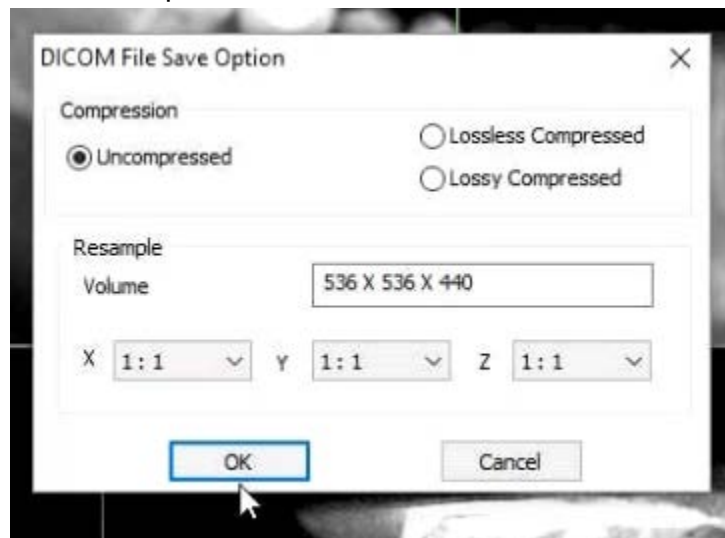 DICOM File Save Option
Compression
Uncompressed
Lossless Compressed
Lossy Compressed
Resample
Volume
536 X 536 X 440
X 1:1 Y 1:1 Z 1:1
OK Cancel